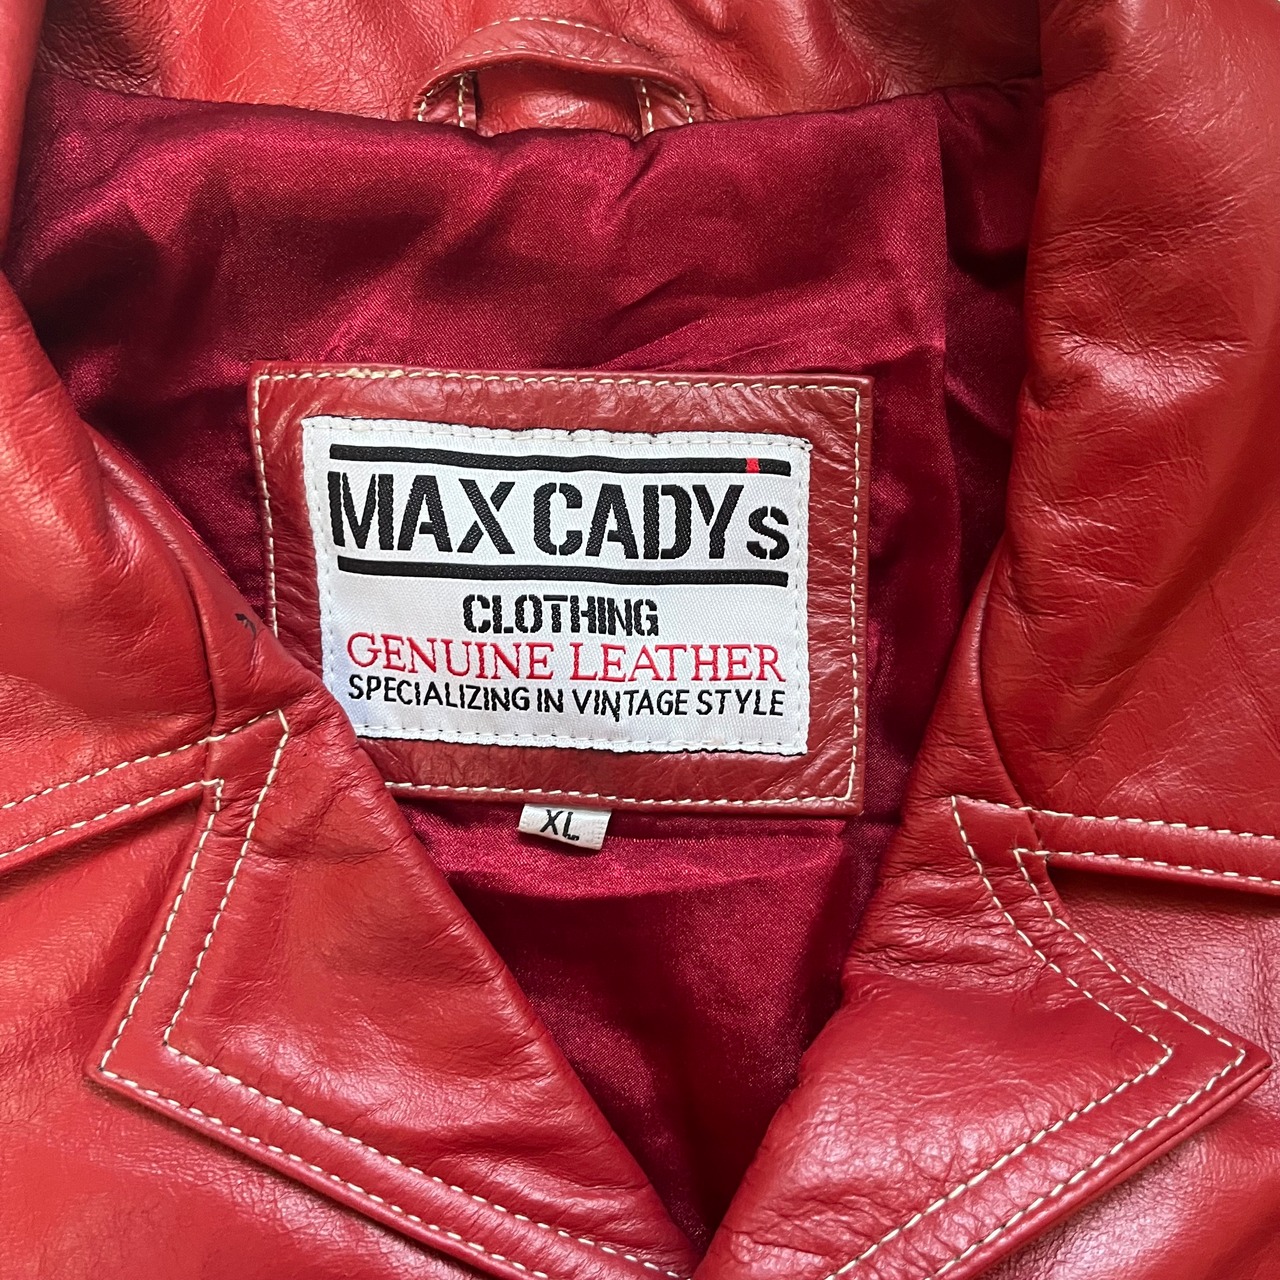 MAX CADYs
CLOTHING
GENUINE LEATHER
SPECIALIZING IN VINTAGE STYLE
XL